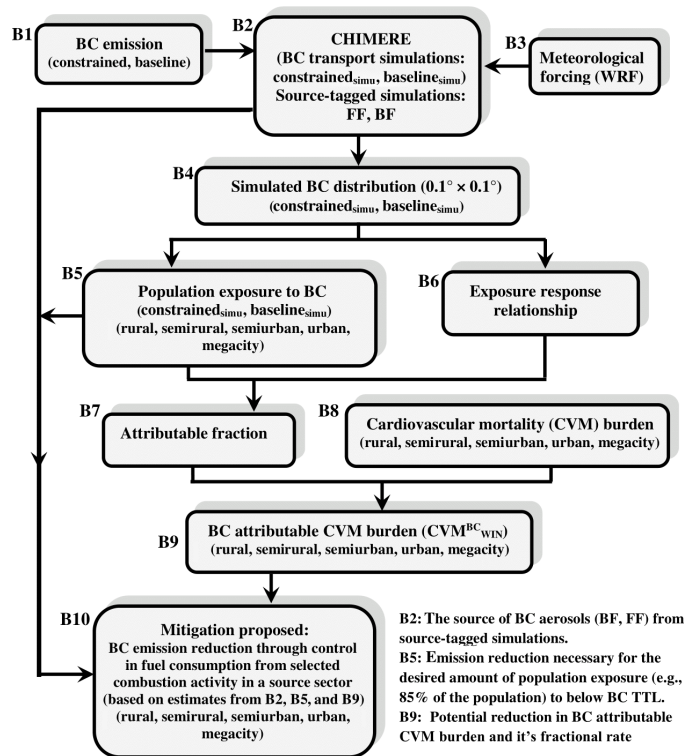 B1
BC emission
(constrained, baseline)
B2
CHIMERE
(BC transport simulations:
constrainedsimu, baselinesimu)
Source-tagged simulations:
FF, BF
B3
Meteorological
forcing (WRF)
B4
Simulated BC distribution (0.1° × 0.1°)
(constrainedsimu, baselinesimu)
B5
Population exposure to BC
(constrainedsimu, baselinesimu)
(rural, semirural, semiurban, urban,
megacity)
B6
Exposure response
relationship
B7
Attributable fraction
B8
Cardiovascular mortality (CVM) burden
(rural, semirural, semiurban, urban, megacity)
B9
BC attributable CVM burden (CVMBCWIN)
(rural, semirural, semiurban, urban, megacity)
B10
Mitigation proposed:
BC emission reduction through control
in fuel consumption from selected
combustion activity in a source sector
(based on estimates from B2, B5, and B9)
(rural, semirural, semiurban, urban,
megacity)
B2: The source of BC aerosols (BF, FF) from
source-tagged simulations.
B5: Emission reduction necessary for the
desired amount of population exposure (e.g.,
85% of the population) to below BC TTL.
B9: Potential reduction in BC attributable
CVM burden and it's fractional rate